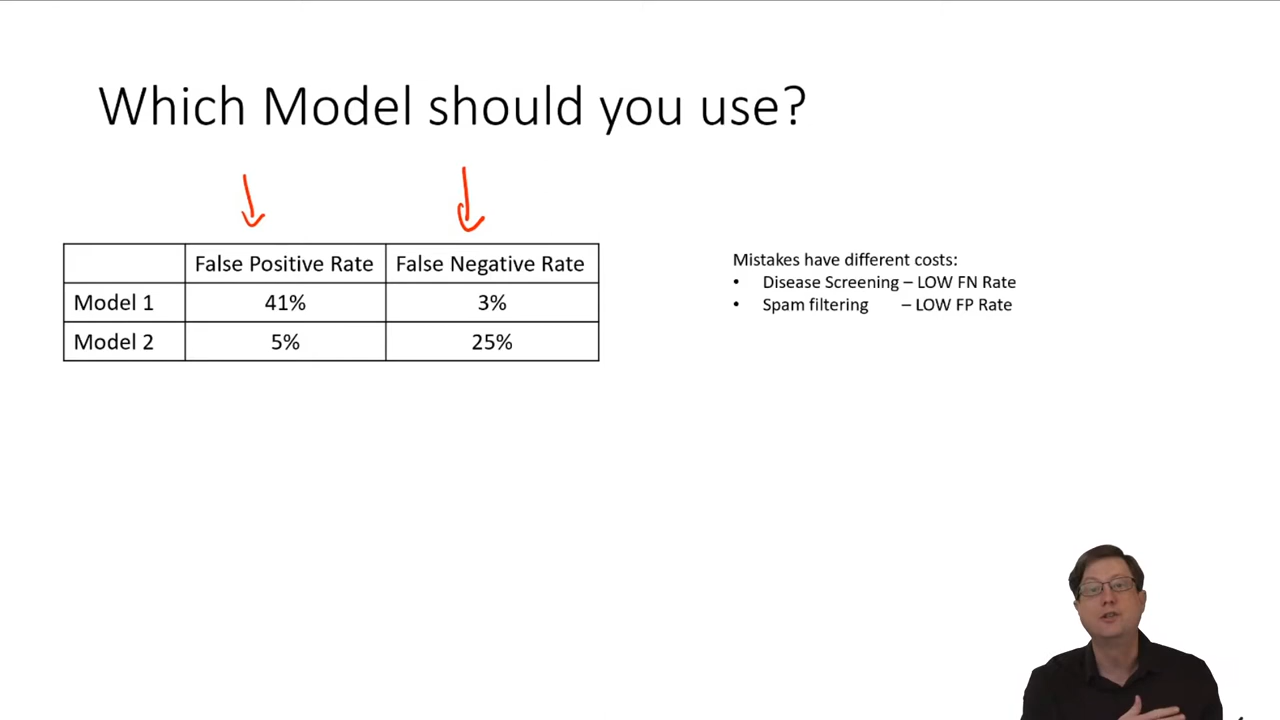 Which Model should you use?
False Positive Rate False Negative Rate
Model 1 41% 3%
Model 2 5% 25%
Mistakes have different costs:
• Disease Screening – LOW FN Rate
• Spam filtering – LOW FP Rate